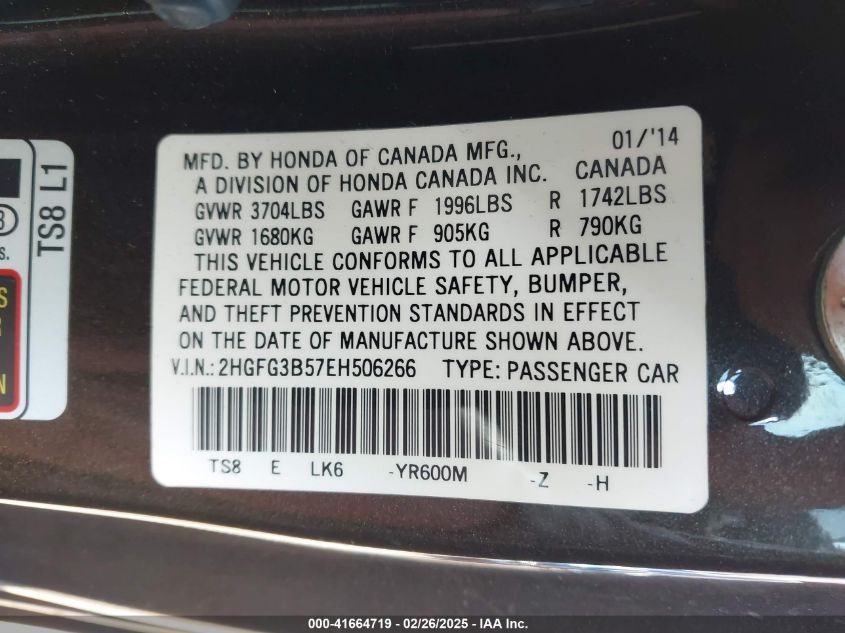 01/'14
MFD. BY HONDA OF CANADA MFG.,
A DIVISION OF HONDA CANADA INC. CANADA
GVWR 3704LBS GAWR F 1996LBS R 1742LBS
GVWR 1680KG GAWR F 905KG R 790KG
THIS VEHICLE CONFORMS TO ALL APPLICABLE
FEDERAL MOTOR VEHICLE SAFETY, BUMPER,
AND THEFT PREVENTION STANDARDS IN EFFECT
ON THE DATE OF MANUFACTURE SHOWN ABOVE.
V.I.N.: 2HGFG3B57EH506266 TYPE: PASSENGER CAR
TS8 E LK6 -YR600M -Z -H
TS8 L1
000-41664719 - 02/26/2025 - IAA Inc.